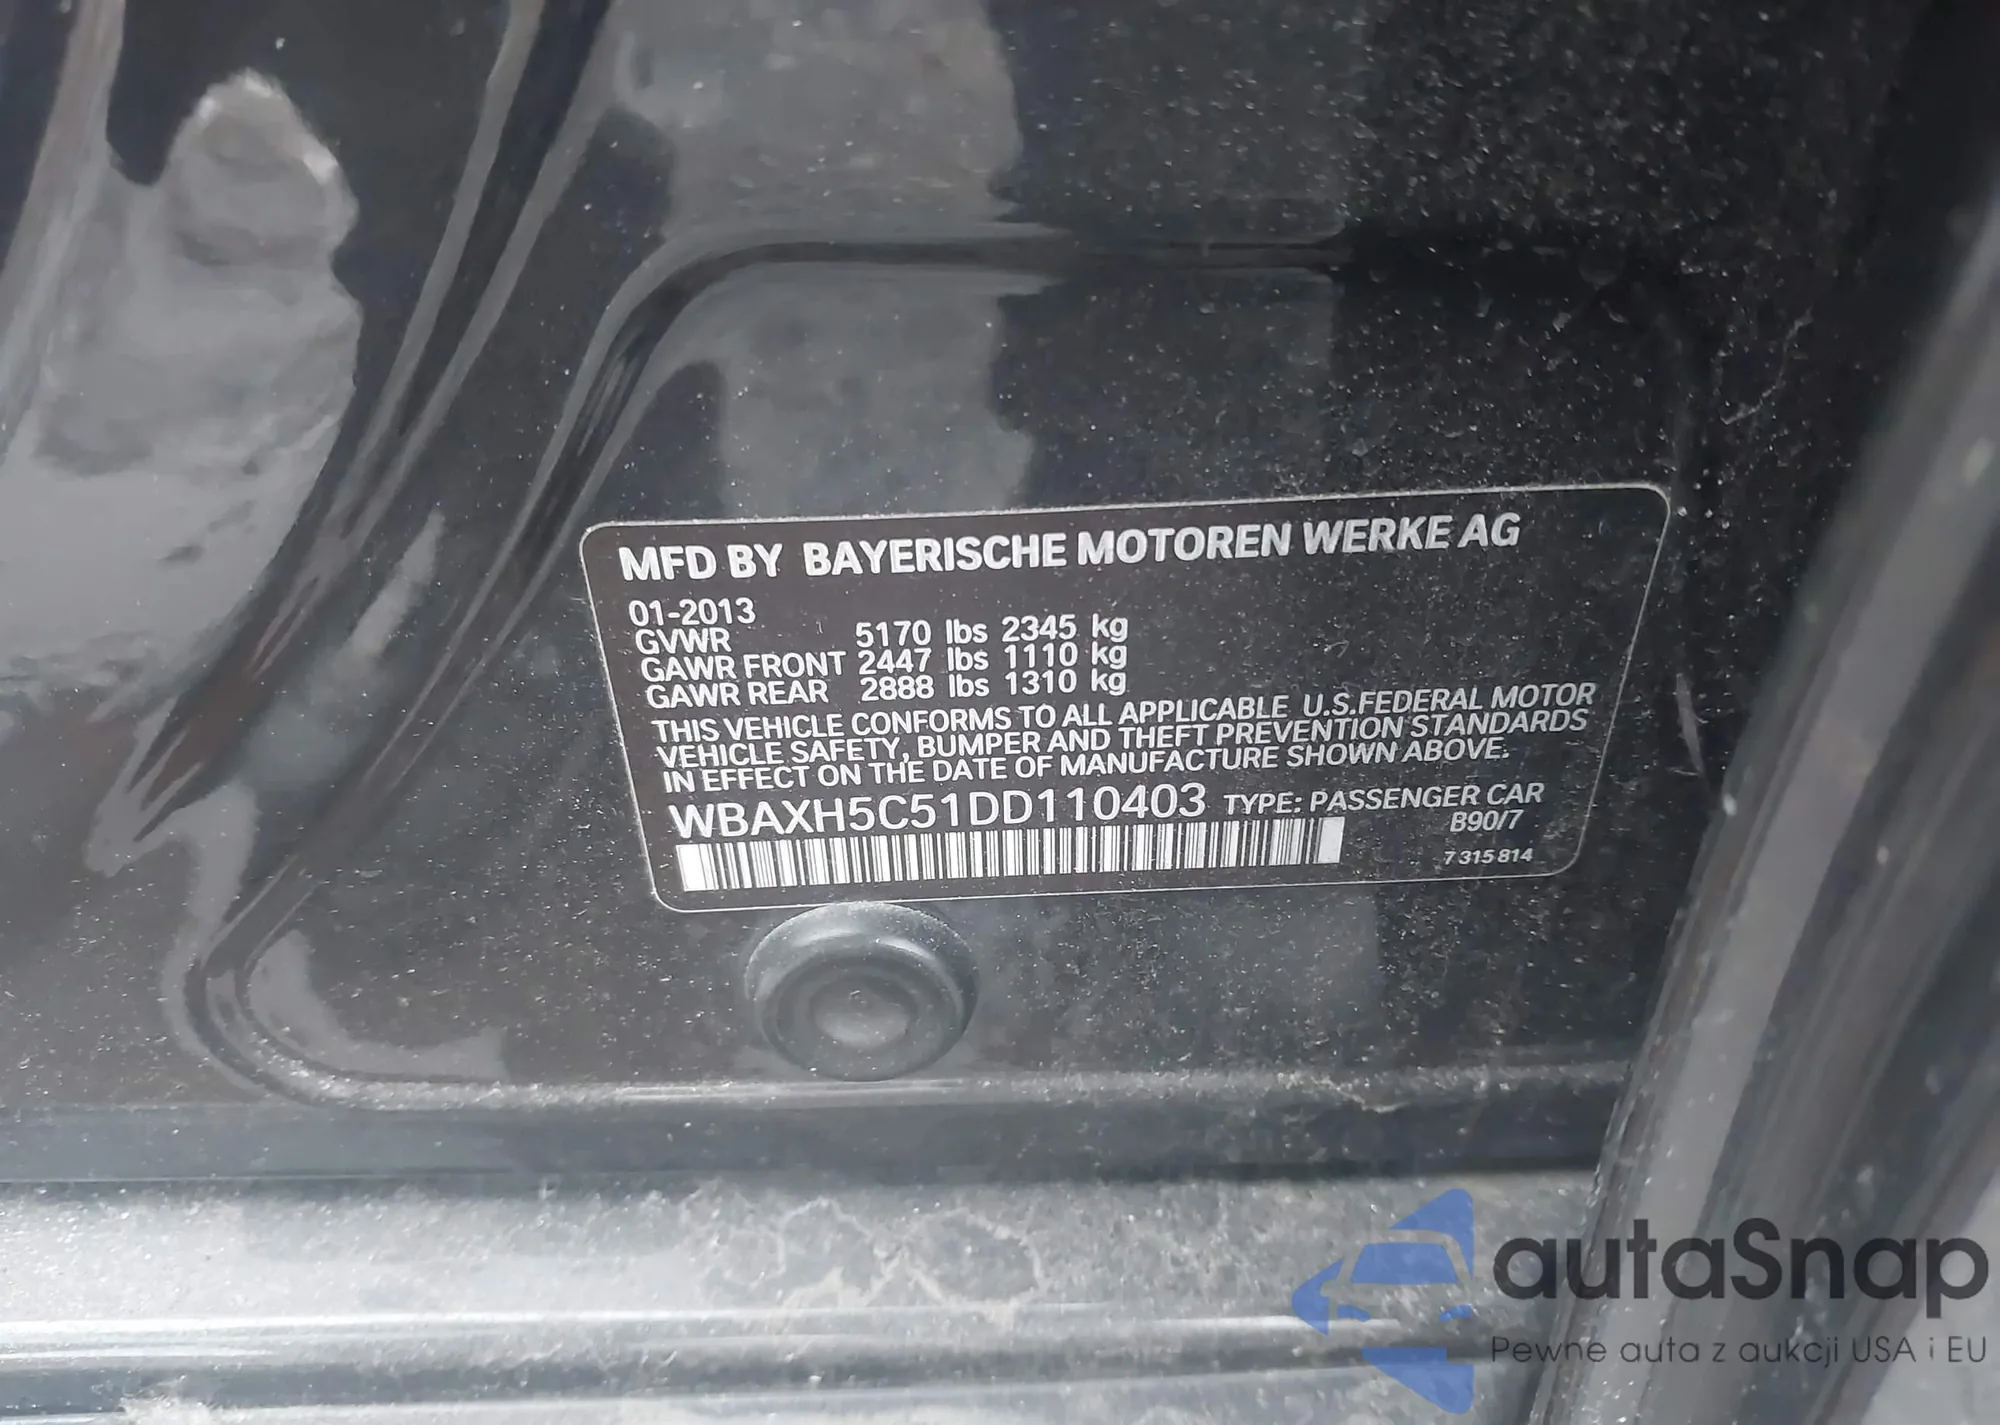 MFD BY BAYERISCHE MOTOREN WERKE AG
01-2013
GVWR 5170 lbs 2345 kg
GAWR FRONT 2447 lbs 1110 kg
GAWR REAR 2888 lbs 1310 kg
THIS VEHICLE CONFORMS TO ALL APPLICABLE U.S.FEDERAL MOTOR
VEHICLE SAFETY, BUMPER AND THEFT PREVENTION STANDARDS
IN EFFECT ON THE DATE OF MANUFACTURE SHOWN ABOVE.
WBAXH5C51DD110403 TYPE: PASSENGER CAR
B90/7
7 315 814
autaSnap
Pewne auta z aukcji USA i EU